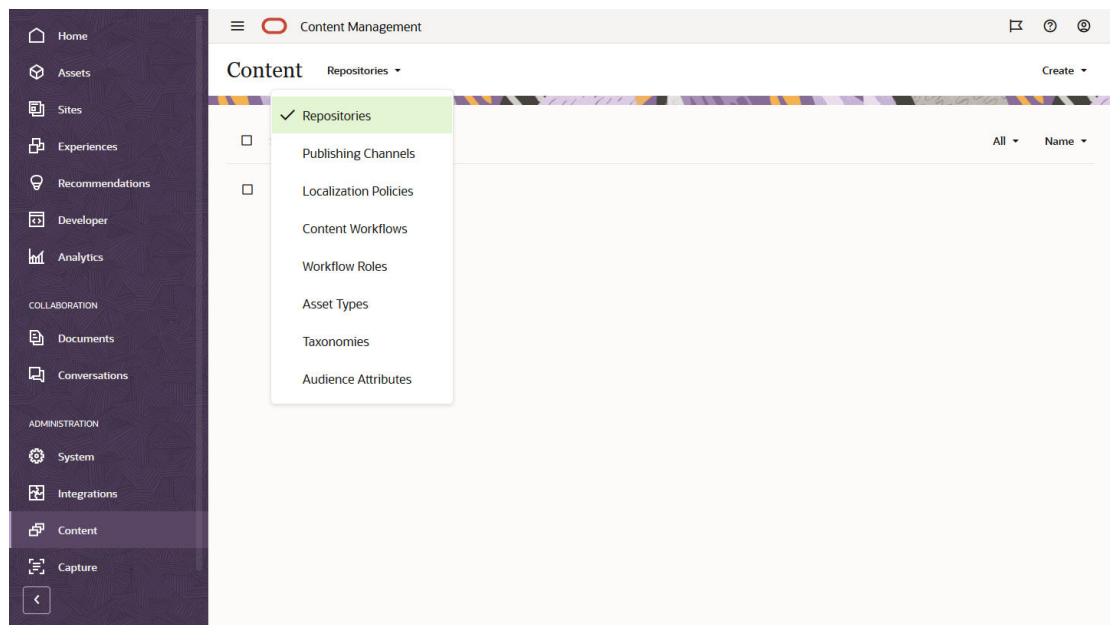 Home
Assets
Sites
Experiences
Recommendations
Developer
Analytics
COLLABORATION
Documents
Conversations
ADMINISTRATION
System
Integrations
Content
Capture
Content Management
Content Repositories
Create
Repositories
Publishing Channels
Localization Policies
Content Workflows
Workflow Roles
Asset Types
Taxonomies
Audience Attributes
All Name